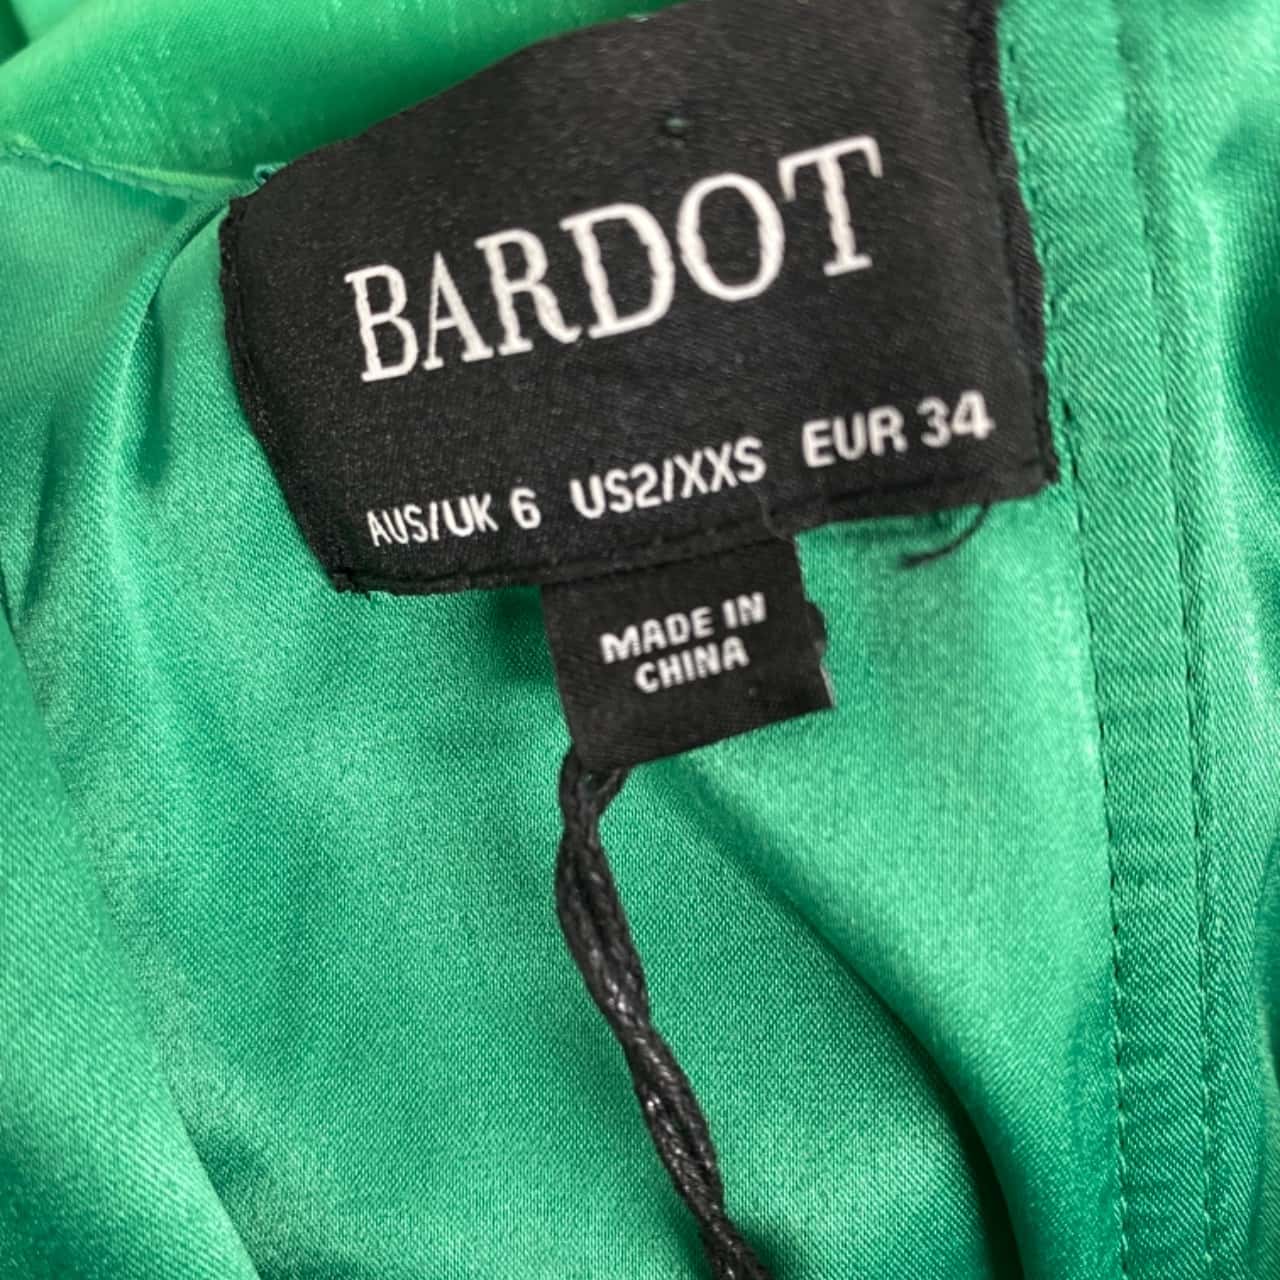 BARDOT
AUS/UK 6 US2/XXS EUR 34
MADE IN
CHINA